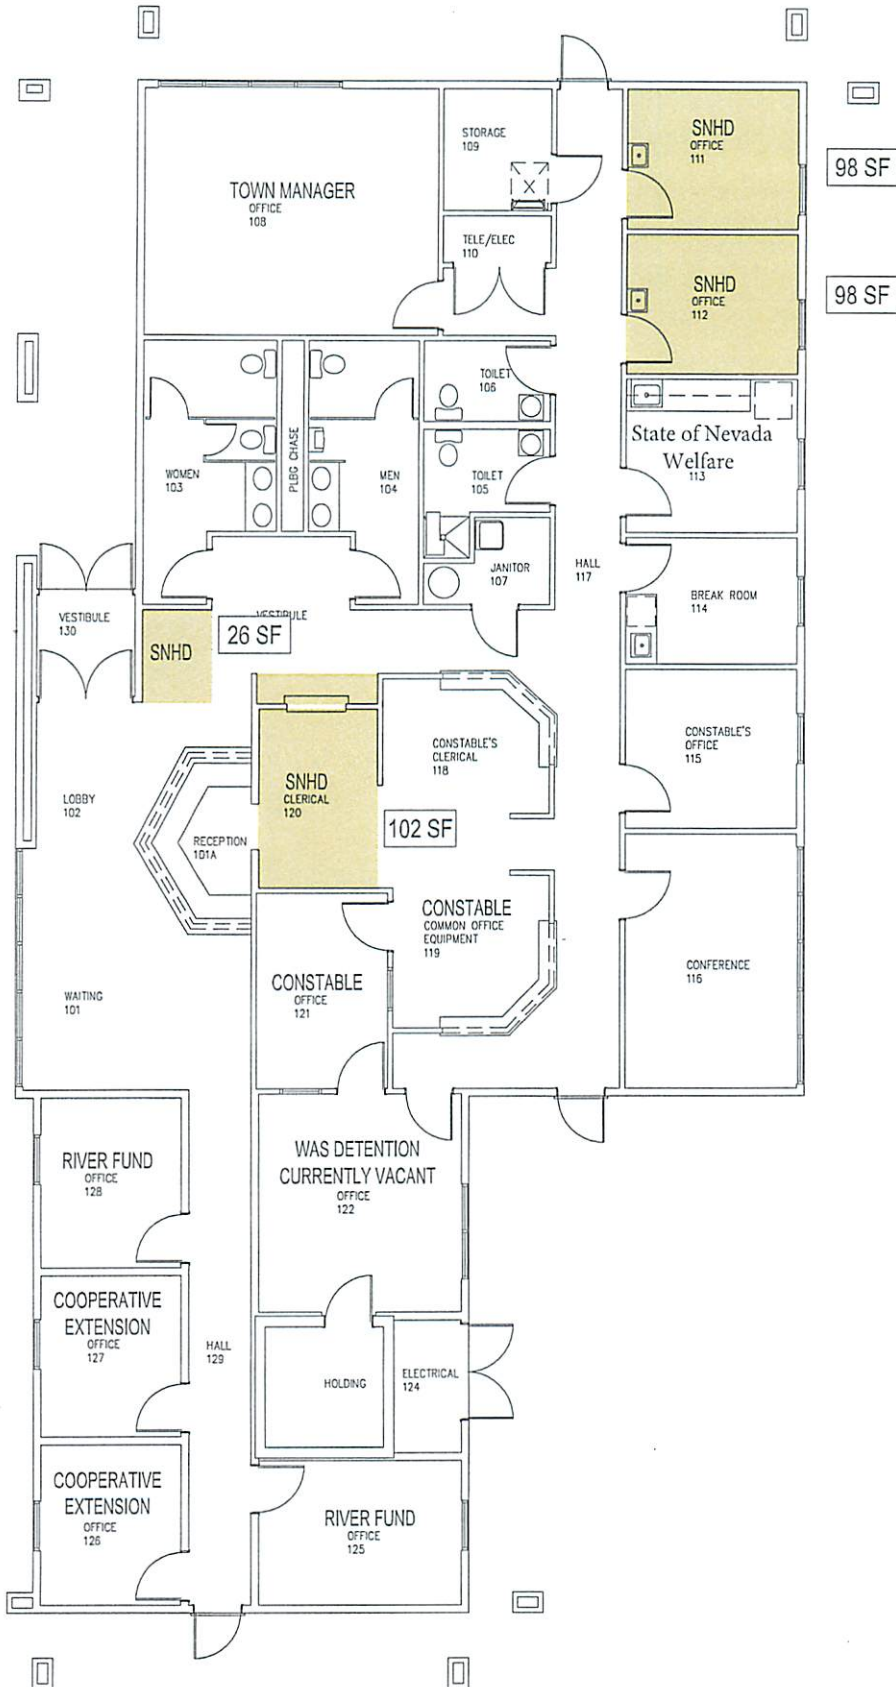 SNHD
OFFICE
111
98 SF
STORAGE
109
TOWN MANAGER
OFFICE
108
TELE/ELEC
110
SNHD
OFFICE
112
98 SF
TOILET
106
State of Nevada
Welfare
113
WOMEN
103
PLBG CHASE
MEN
104
TOILET
105
JANITOR
107
HALL
117
BREAK ROOM
114
VESTIBULE
130
VESTIBULE
26 SF
SNHD
CONSTABLE'S
OFFICE
115
CONSTABLE'S
CLERICAL
118
SNHD
CLERICAL
120
LOBBY
102
102 SF
RECEPTION
101A
CONSTABLE
COMMON OFFICE
EQUIPMENT
119
CONFERENCE
116
CONSTABLE
OFFICE
121
WAITING
101
WAS DETENTION
CURRENTLY VACANT
OFFICE
122
RIVER FUND
OFFICE
128
COOPERATIVE
EXTENSION
OFFICE
127
HALL
129
HOLDING
ELECTRICAL
124
COOPERATIVE
EXTENSION
OFFICE
126
RIVER FUND
OFFICE
125